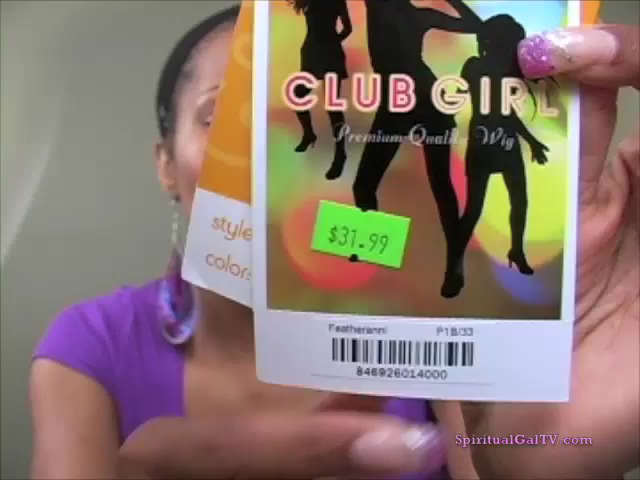 CLUB GIRL
Premium Quality Wig
$31.99
style
color:
Featheranni P1B/33
846926014000
SpiritualGalTV.com